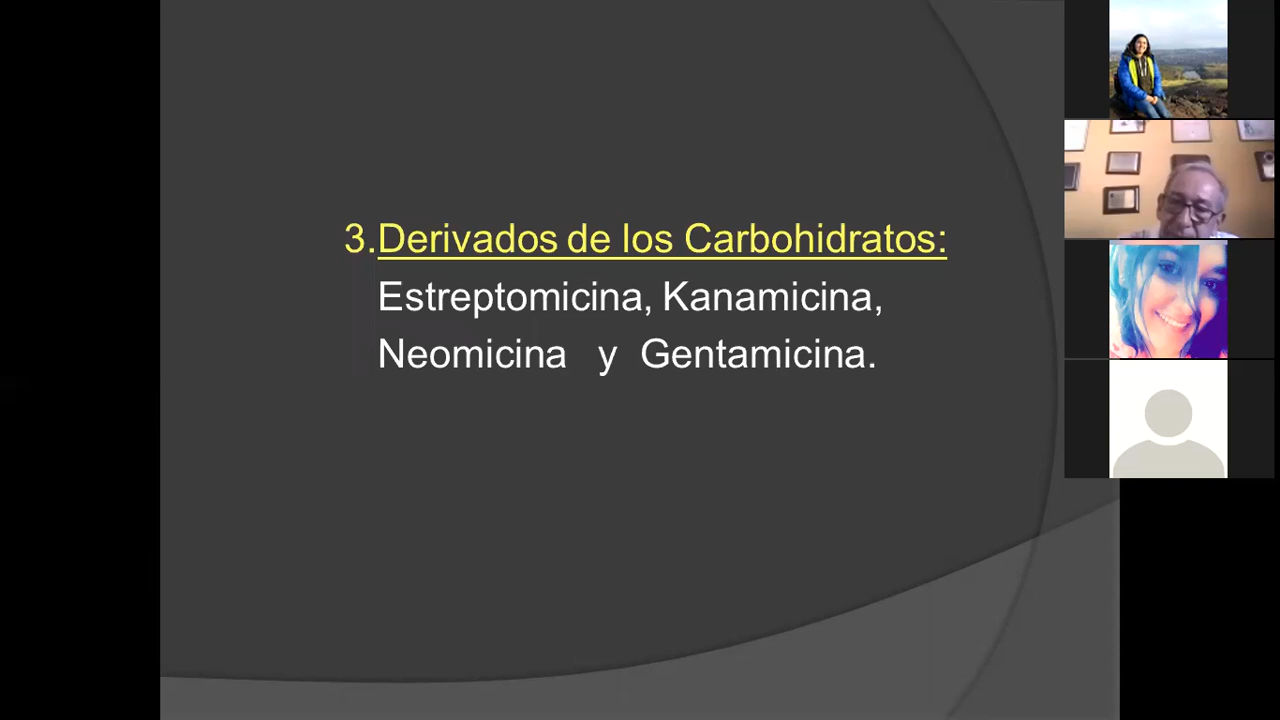 3.Derivados de los Carbohidratos:
Estreptomicina, Kanamicina,
Neomicina y Gentamicina.